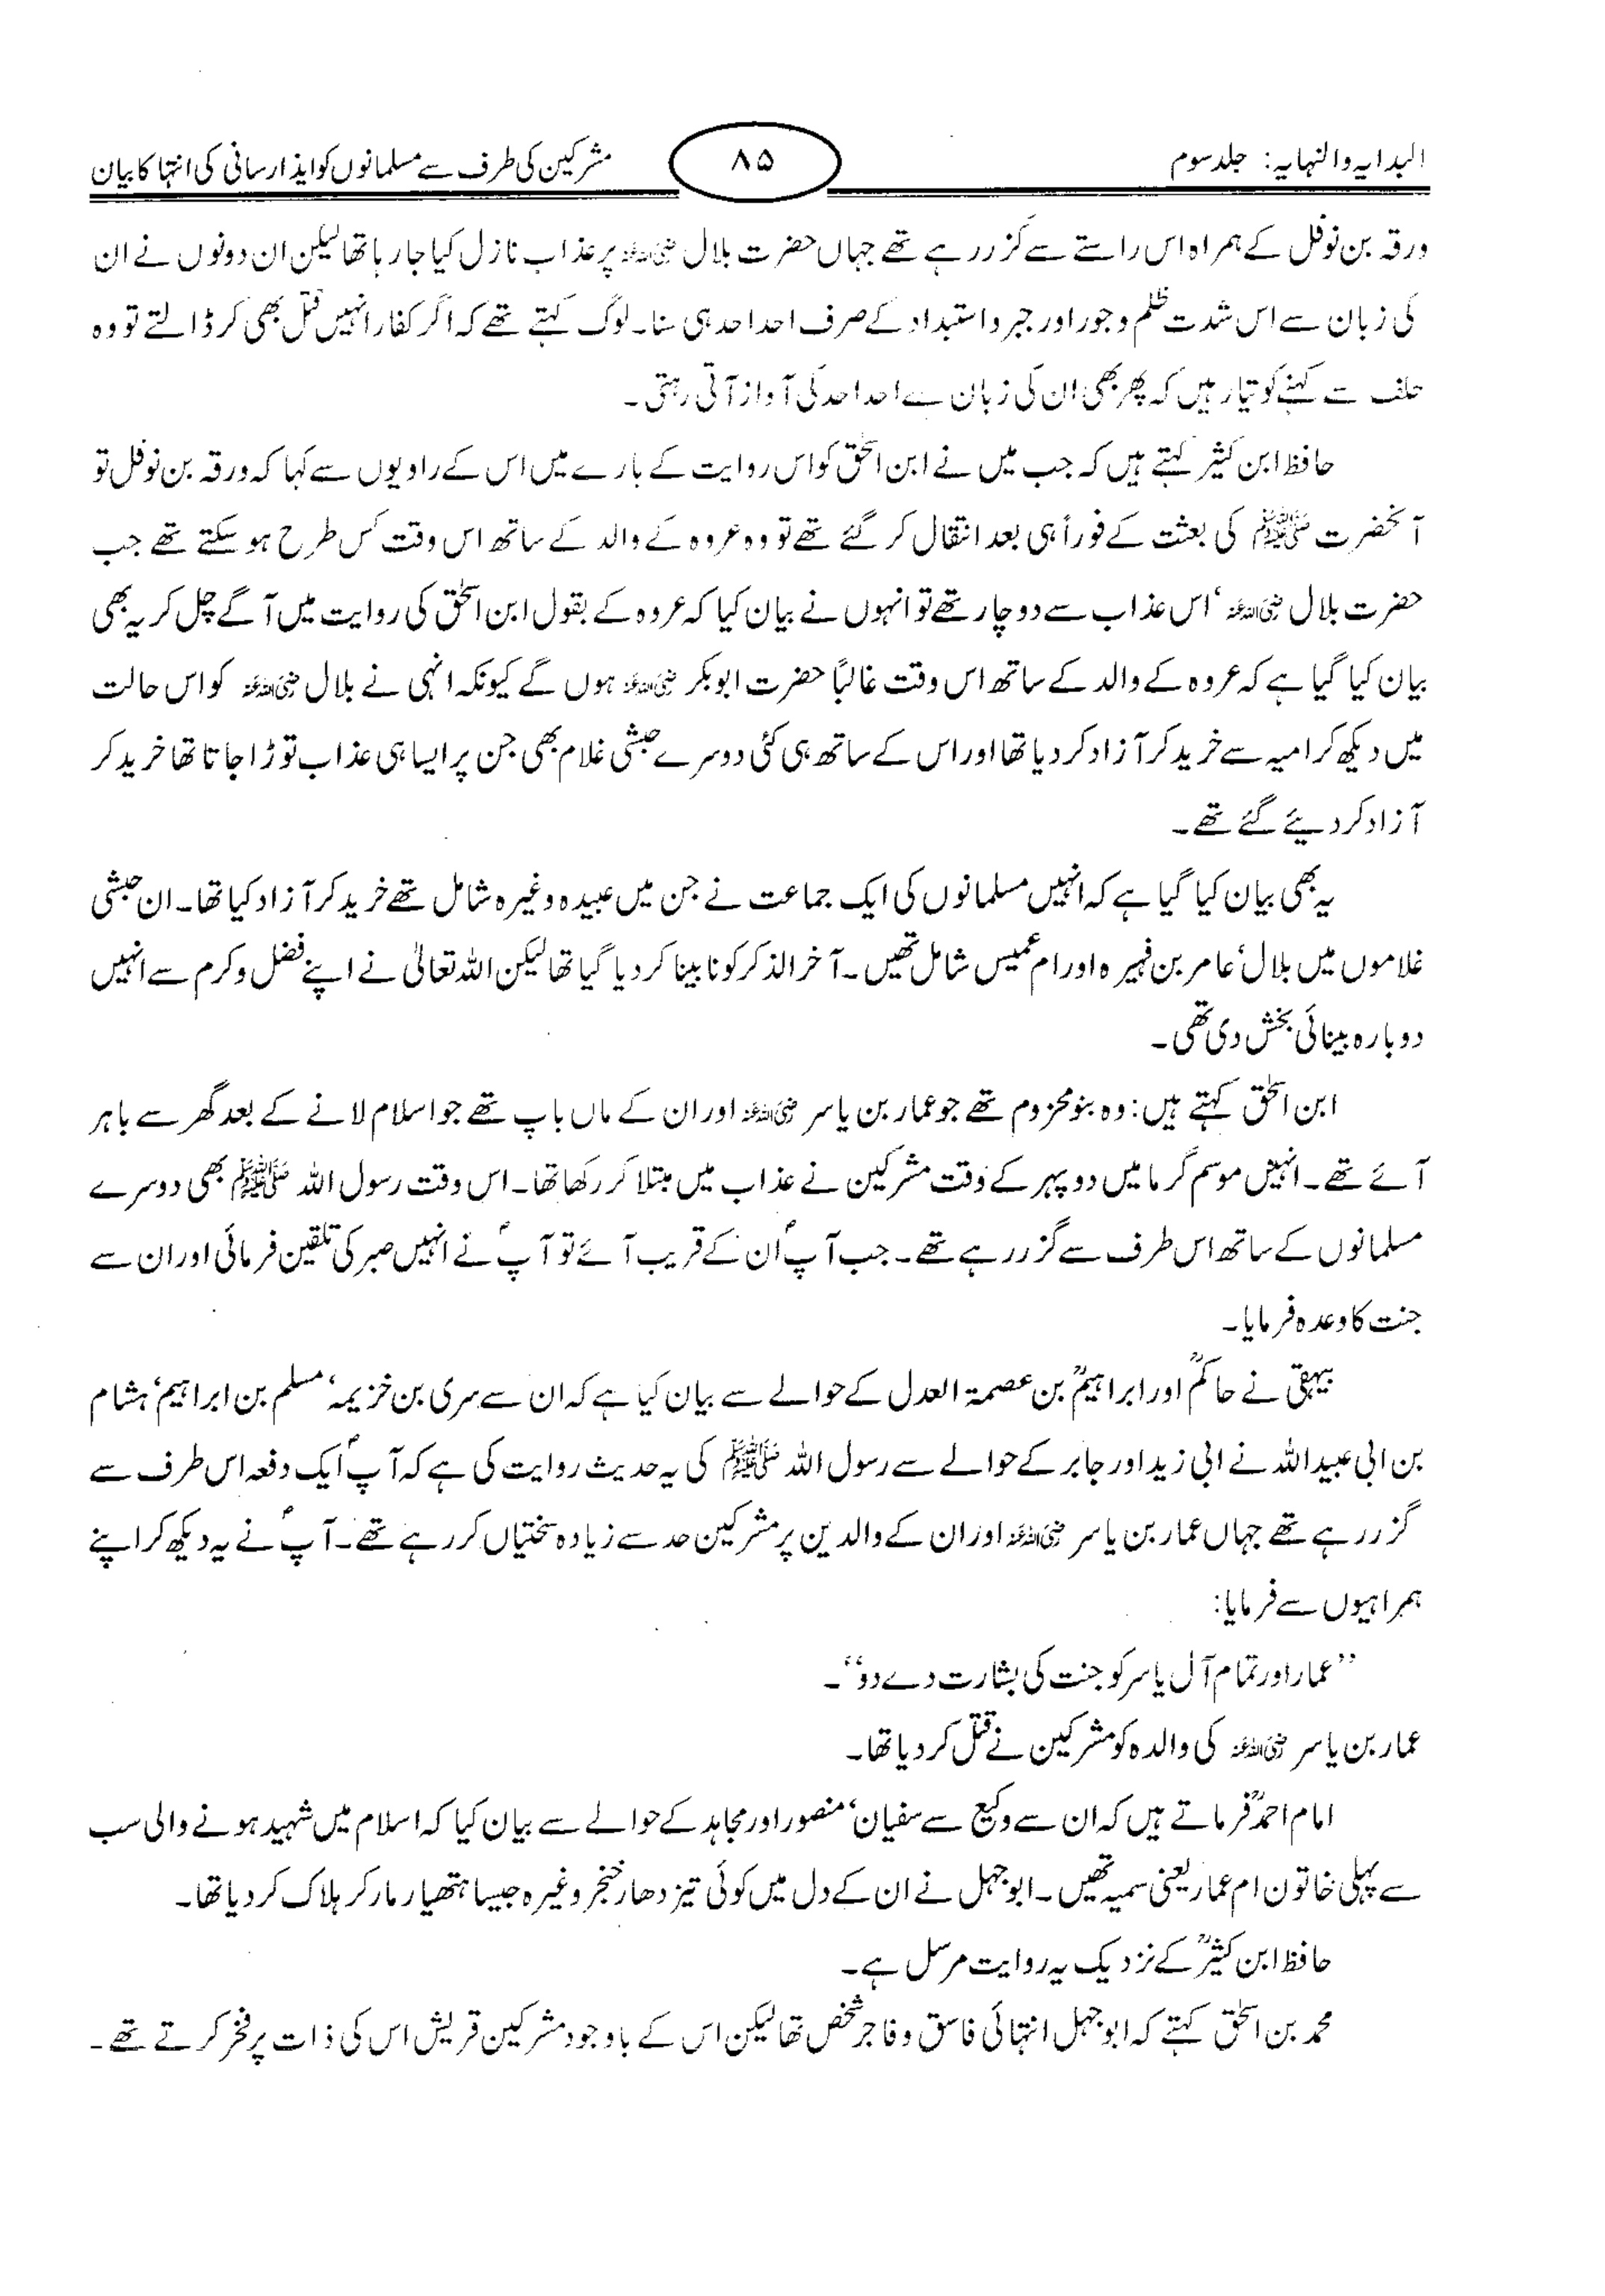 البدایہ والنہایہ: جلد سوم
۸۵
مشرکین کی طرف سے مسلمانوں کو ایذا رسانی کی انتہا کا بیان
ورقہ بن نوفل کے ہمراہ اس راستے سے گزر رہے تھے جہاں حضرت بلال رضی اللہ عنہ پر عذاب نازل کیا جا رہا تھا لیکن ان دونوں نے ان
کی زبان سے اس شدت ظلم و جور اور جبر و استبداد کے صرف احد احد ہی سنا۔ لوگ کہتے تھے کہ اگر کفار انہیں قتل بھی کر ڈالتے تو وہ
حلف سے کہنے کو تیار ہیں کہ پھر بھی ان کی زبان سے احد احد کی آواز آتی رہتی۔
حافظ ابن کثیر کہتے ہیں کہ جب میں نے ابن اسحٰق کو اس روایت کے بارے میں اس کے راویوں سے کہا کہ ورقہ بن نوفل تو
آنحضرت ﷺ کی بعثت کے فوراً ہی بعد انتقال کر گئے تھے تو وہ عروہ کے والد کے ساتھ اس وقت کس طرح ہو سکتے تھے جب
حضرت بلال رضی اللہ عنہ‘ اس عذاب سے دو چار تھے تو انہوں نے بیان کیا کہ عروہ کے بقول ابن اسحٰق کی روایت میں آگے چل کر یہ بھی
بیان کیا گیا ہے کہ عروہ کے والد کے ساتھ اس وقت غالباً حضرت ابوبکر رضی اللہ عنہ ہوں گے کیونکہ انہی نے بلال رضی اللہ عنہ کو اس حالت
میں دیکھ کر امیہ سے خرید کر آزاد کر دیا تھا اور اس کے ساتھ ہی کئی دوسرے حبشی غلام بھی جن پر ایسا ہی عذاب توڑا جاتا تھا خرید کر
آزاد کر دیئے گئے تھے۔
یہ بھی بیان کیا گیا ہے کہ انہیں مسلمانوں کی ایک جماعت نے جن میں عبیدہ وغیرہ شامل تھے خرید کر آزاد کیا تھا۔ ان حبشی
غلاموں میں بلال‘ عامر بن فہیرہ اور ام عمیس شامل تھیں۔ آخر الذکر کو نابینا کر دیا گیا تھا لیکن اللہ تعالیٰ نے اپنے فضل و کرم سے انہیں
دوبارہ بینائی بخش دی تھی۔
ابن اسحٰق کہتے ہیں: وہ بنو مخزوم تھے جو عمار بن یاسر رضی اللہ عنہ اور ان کے ماں باپ تھے جو اسلام لانے کے بعد گھر سے باہر
آئے تھے۔ انہیں موسم گرما میں دوپہر کے وقت مشرکین نے عذاب میں مبتلا کر رکھا تھا۔ اس وقت رسول اللہ ﷺ بھی دوسرے
مسلمانوں کے ساتھ اس طرف سے گزر رہے تھے۔ جب آپؐ ان کے قریب آئے تو آپؐ نے انہیں صبر کی تلقین فرمائی اور ان سے
جنت کا وعدہ فرمایا۔
بیہقی نے حاکمؒ اور ابراہیمؒ بن عصمۃ العدل کے حوالے سے بیان کیا ہے کہ ان سے سری بن خزیمہ‘ مسلم بن ابراہیم‘ ہشام
بن ابی عبید اللہ نے ابی زید اور جابر کے حوالے سے رسول اللہ ﷺ کی یہ حدیث روایت کی ہے کہ آپؐ ایک دفعہ اس طرف سے
گزر رہے تھے جہاں عمار بن یاسر رضی اللہ عنہ اور ان کے والدین پر مشرکین حد سے زیادہ سختیاں کر رہے تھے۔ آپؐ نے یہ دیکھ کر اپنے
ہمراہیوں سے فرمایا:
’’عمار اور تمام آل یاسر کو جنت کی بشارت دے دو‘‘۔
عمار بن یاسر رضی اللہ عنہ کی والدہ کو مشرکین نے قتل کر دیا تھا۔
امام احمدؒ فرماتے ہیں کہ ان سے وکیع سے سفیان‘ منصور اور مجاہد کے حوالے سے بیان کیا کہ اسلام میں شہید ہونے والی سب
سے پہلی خاتون ام عمار یعنی سمیہ تھیں۔ ابوجہل نے ان کے دل میں کوئی تیز دھار خنجر وغیرہ جیسا ہتھیار مار کر ہلاک کر دیا تھا۔
حافظ ابن کثیرؒ کے نزدیک یہ روایت مرسل ہے۔
محمد بن اسحٰق کہتے کہ ابوجہل انتہائی فاسق و فاجر شخص تھا لیکن اس کے باوجود مشرکین قریش اس کی ذات پر فخر کرتے تھے۔